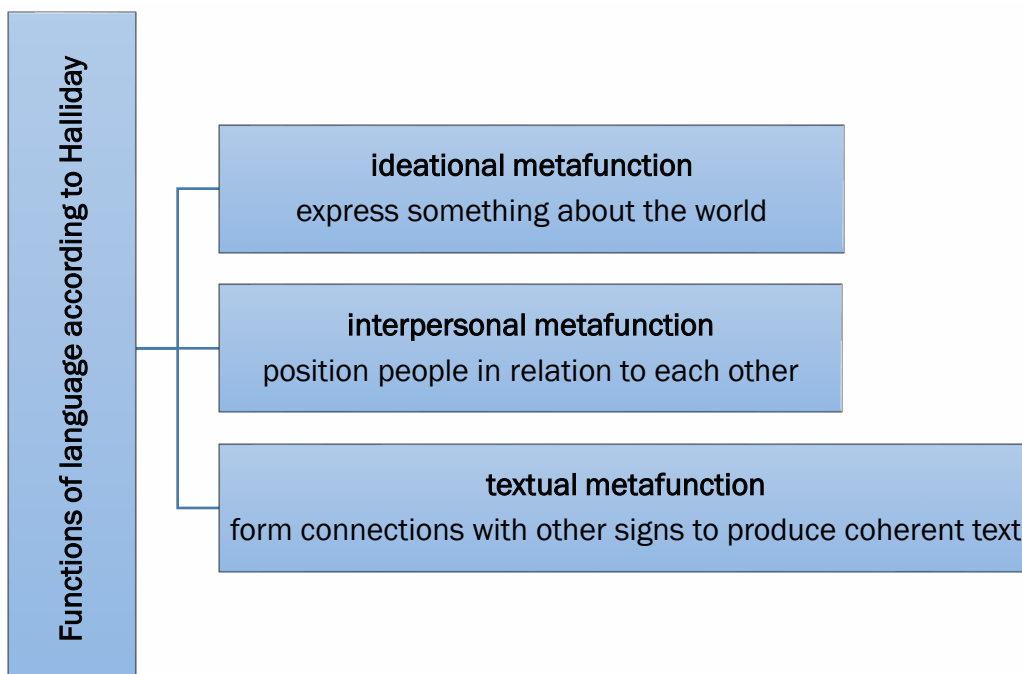 Functions of language according to Halliday
ideational metafunction
express something about the world
interpersonal metafunction
position people in relation to each other
textual metafunction
form connections with other signs to produce coherent text